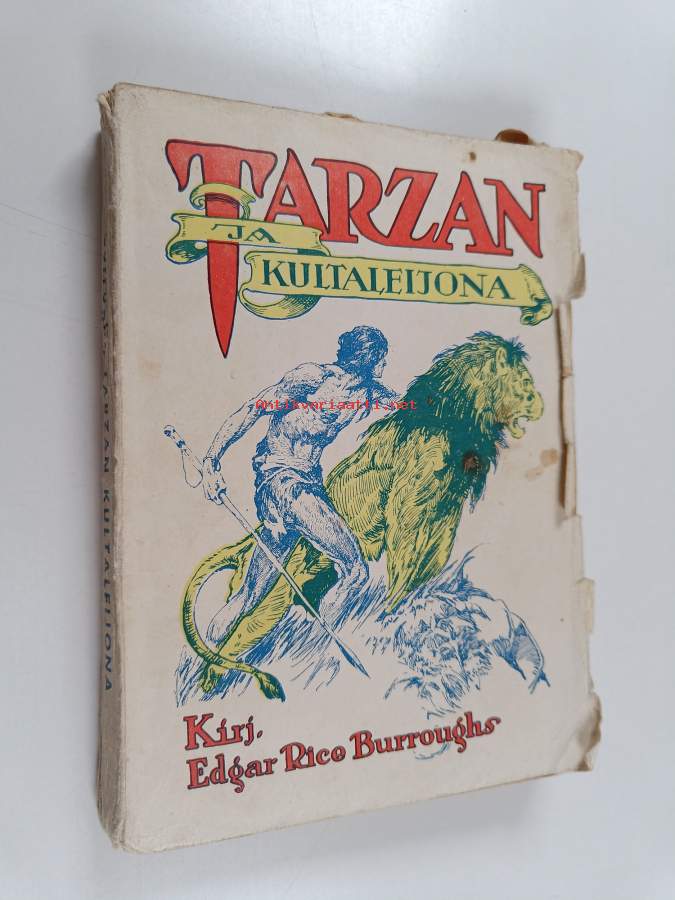 TARZAN
JA
KULTALEIJONA
Antikvariaatti.net
Kirj.
Edgar Rice Burroughs
TARZAN KULTALEIJONA